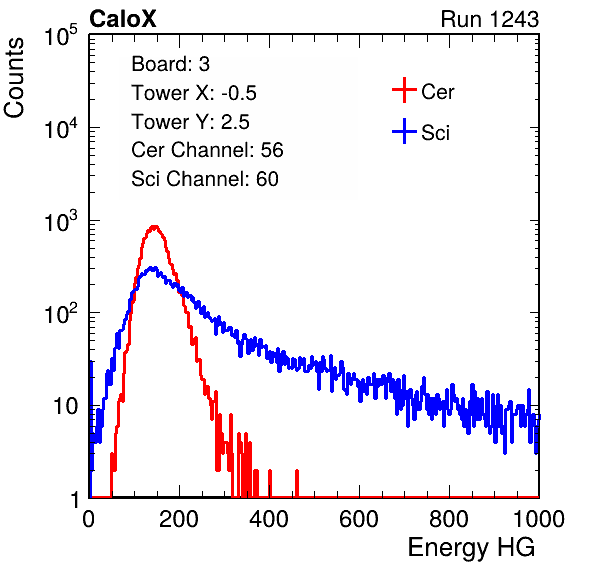 CaloX Run 1243
Counts
10^5
10^4
10^3
10^2
10
1
Board: 3
Tower X: -0.5
Tower Y: 2.5
Cer Channel: 56
Sci Channel: 60
Cer
Sci
0 200 400 600 800 1000
Energy HG